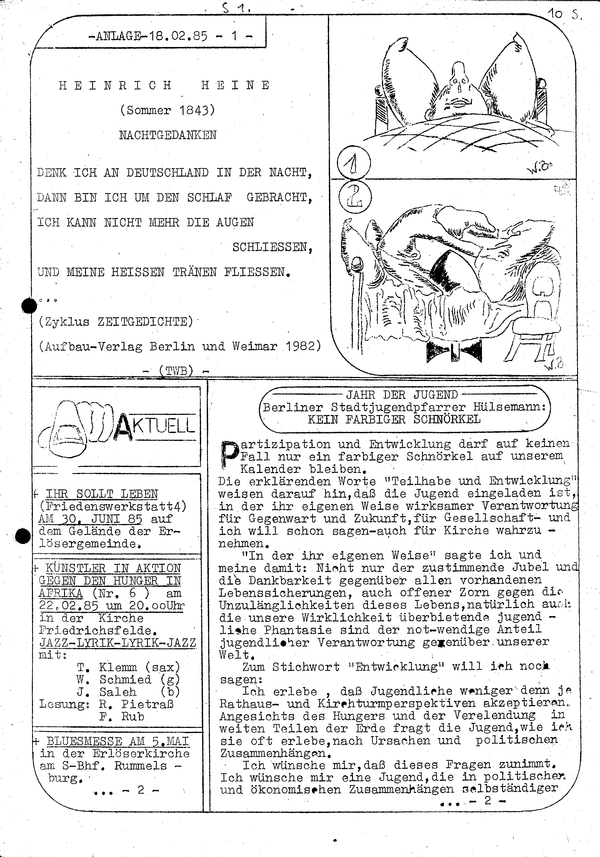 S 1.
10 S.
-ANLAGE-18.02.85 - 1 -
HEINRICH HEINE
(Sommer 1843)
NACHTGEDANKEN
DENK ICH AN DEUTSCHLAND IN DER NACHT,
DANN BIN ICH UM DEN SCHLAF GEBRACHT,
ICH KANN NICHT MEHR DIE AUGEN
SCHLIESSEN,
UND MEINE HEISSEN TRÄNEN FLIESSEN.
...
(Zyklus ZEITGEDICHTE)
(Aufbau-Verlag Berlin und Weimar 1982)
- (TWB) -
1
2
AKTUELL
+ IHR SOLLT LEBEN
(Friedenswerkstatt4)
AM 30. JUNI 85 auf
dem Gelände der Er-
lösergemeinde.
+ KÜNSTLER IN AKTION
GEGEN DEN HUNGER IN
AFRIKA (Nr. 6 ) am
22.02.85 um 20.ooUhr
in der Kirche
Friedrichsfelde.
JAZZ-LYRIK-LYRIK-JAZZ
mit:
T. Klemm (sax)
W. Schmied (g)
J. Saleh (b)
Lesung: R. Pietraß
F. Rub
+ BLUESMESSE AM 5.MAI
in der Erlöserkirche
am S-Bhf. Rummels -
burg.
... - 2 -
JAHR DER JUGEND
Berliner Stadtjugendpfarrer Hülsemann:
KEIN FARBIGER SCHNÖRKEL
Partizipation und Entwicklung darf auf keinen
Fall nur ein farbiger Schnörkel auf unserem
Kalender bleiben.
Die erklärenden Worte "Teilhabe und Entwicklung"
weisen darauf hin,daß die Jugend eingeladen ist,
in der ihr eigenen Weise wirksamer Verantwortung
für Gegenwart und Zukunft,für Gesellschaft- und
ich will schon sagen-auch für Kirche wahrzu -
nehmen.
"In der ihr eigenen Weise" sagte ich und
meine damit: Nicht nur der zustimmende Jubel und
die Dankbarkeit gegenüber allen vorhandenen
Lebenssicherungen, auch offener Zorn gegen die
Unzulänglichkeiten dieses Lebens,natürlich auch
die unsere Wirklichkeit überbietende jugend -
liche Phantasie sind der not-wendige Anteil
jugendlicher Verantwortung gegenüber unserer
Welt.
Zum Stichwort "Entwicklung" will ich noch
sagen:
Ich erlebe , daß Jugendliche weniger denn je
Rathaus- und Kirchturmperspektiven akzeptieren.
Angesichts des Hungers und der Verelendung in
weiten Teilen der Erde fragt die Jugend,wie ich
sie oft erlebe,nach Ursachen und politischen
Zusammenhängen.
Ich wünsche mir,daß dieses Fragen zunimmt.
Ich wünsche mir eine Jugend,die in politischen
und ökonomischen Zusammenhängen selbständiger
... - 2 -